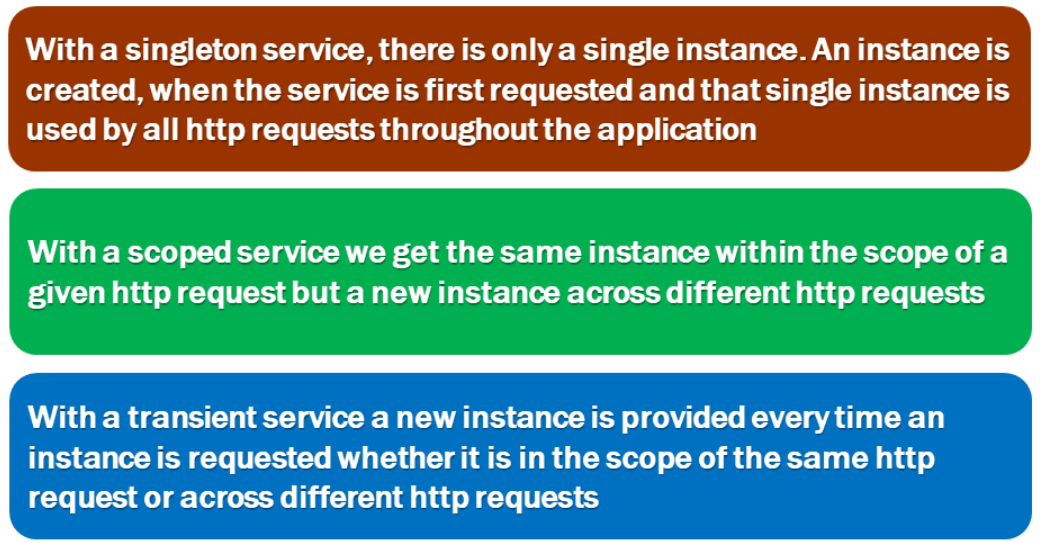 With a singleton service, there is only a single instance. An instance is
created, when the service is first requested and that single instance is
used by all http requests throughout the application
With a scoped service we get the same instance within the scope of a
given http request but a new instance across different http requests
With a transient service a new instance is provided every time an
instance is requested whether it is in the scope of the same http
request or across different http requests